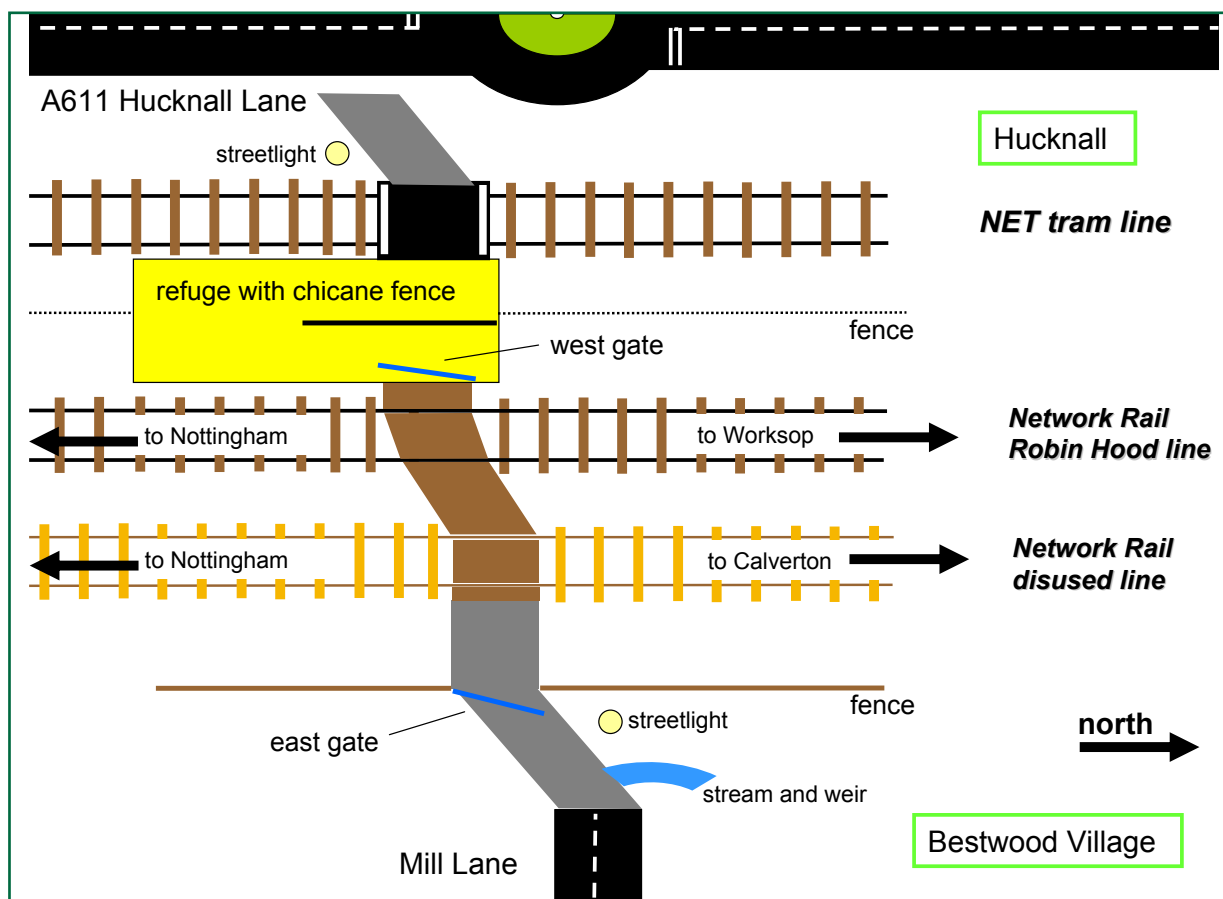 A611 Hucknall Lane
Hucknall
streetlight
NET tram line
refuge with chicane fence
fence
west gate
to Nottingham
to Worksop
Network Rail
Robin Hood line
to Nottingham
to Calverton
Network Rail
disused line
fence
streetlight
north
east gate
stream and weir
Bestwood Village
Mill Lane